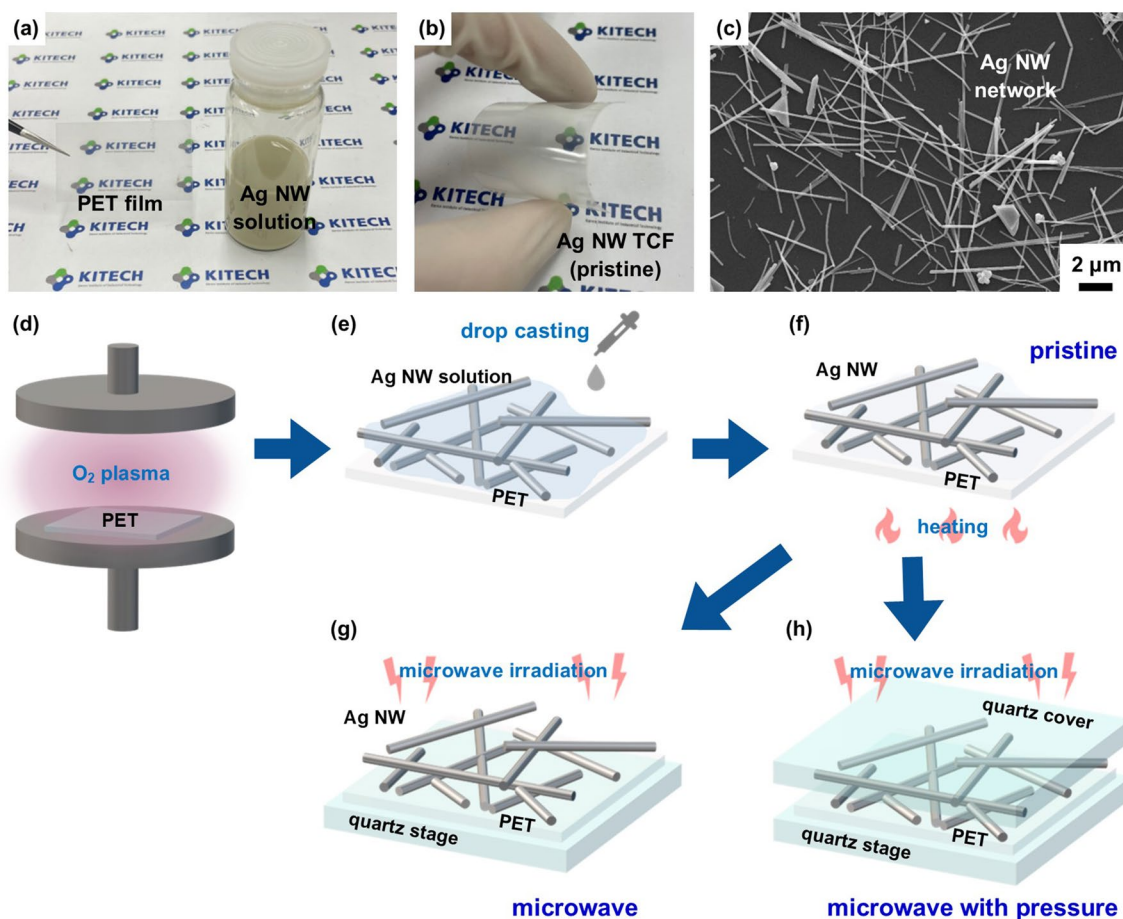 (a)
KITECH
PET film
Ag NW
solution
(b)
KITECH
Ag NW TCF
(pristine)
(c)
Ag NW
network
2 µm
(d)
O₂ plasma
PET
(e)
drop casting
Ag NW solution
PET
(f)
pristine
Ag NW
PET
heating
(g)
microwave irradiation
Ag NW
PET
quartz stage
microwave
(h)
microwave irradiation
quartz cover
PET
quartz stage
microwave with pressure